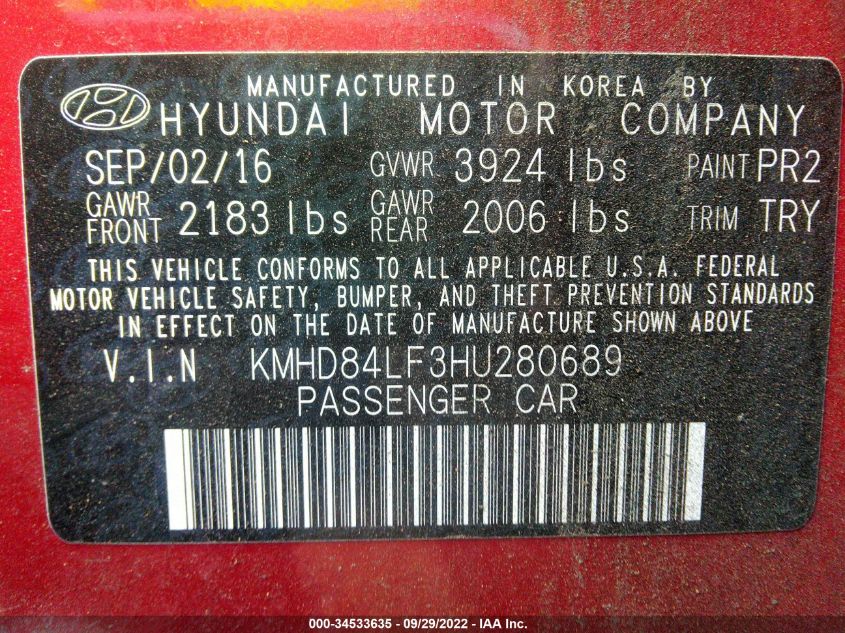 MANUFACTURED IN KOREA BY
HYUNDAI MOTOR COMPANY
SEP/02/16 GVWR 3924 lbs PAINT PR2
GAWR FRONT 2183 lbs GAWR REAR 2006 lbs TRIM TRY
THIS VEHICLE CONFORMS TO ALL APPLICABLE U.S.A. FEDERAL
MOTOR VEHICLE SAFETY, BUMPER, AND THEFT PREVENTION STANDARDS
IN EFFECT ON THE DATE OF MANUFACTURE SHOWN ABOVE
V.I.N KMHD84LF3HU280689
PASSENGER CAR
000-34533635 - 09/29/2022 - IAA Inc.